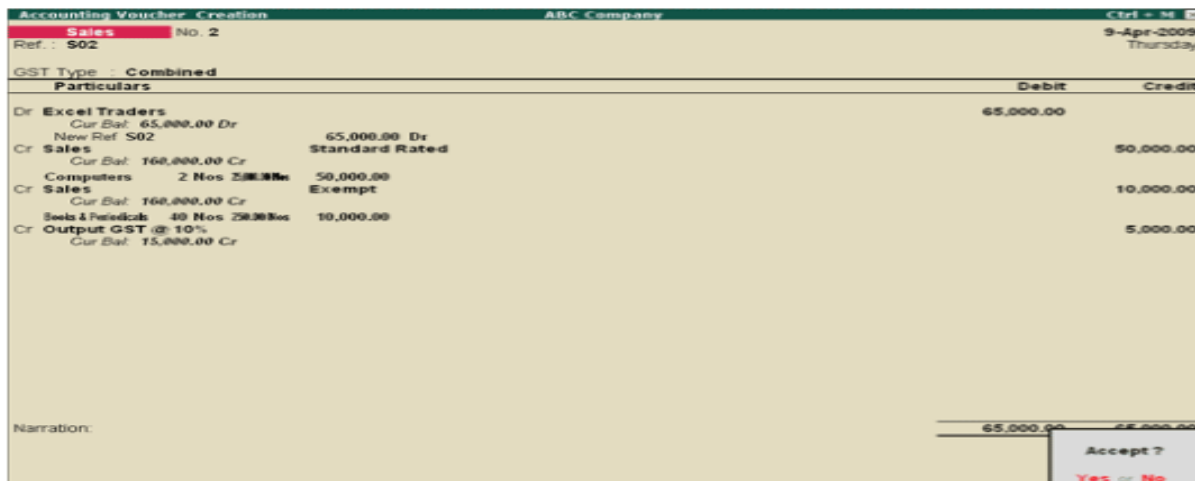 Accounting Voucher Creation ABC Company Ctrl + M
Sales No. 2 9-Apr-2009
Ref. : S02 Thursday
GST Type : Combined
Particulars Debit Credit
Dr Excel Traders 65,000.00
Cur Bal: 65,000.00 Dr
New Ref S02 65,000.00 Dr
Cr Sales Standard Rated 50,000.00
Cur Bal: 160,000.00 Cr
Computers 2 Nos 50,000.00
Cr Sales Exempt 10,000.00
Cur Bal: 160,000.00 Cr
Books & Periodicals 40 Nos 250.00/Nos 10,000.00
Cr Output GST @ 10% 5,000.00
Cur Bal: 15,000.00 Cr
Narration: 65,000.00 65,000.00
Accept ?
Yes or No